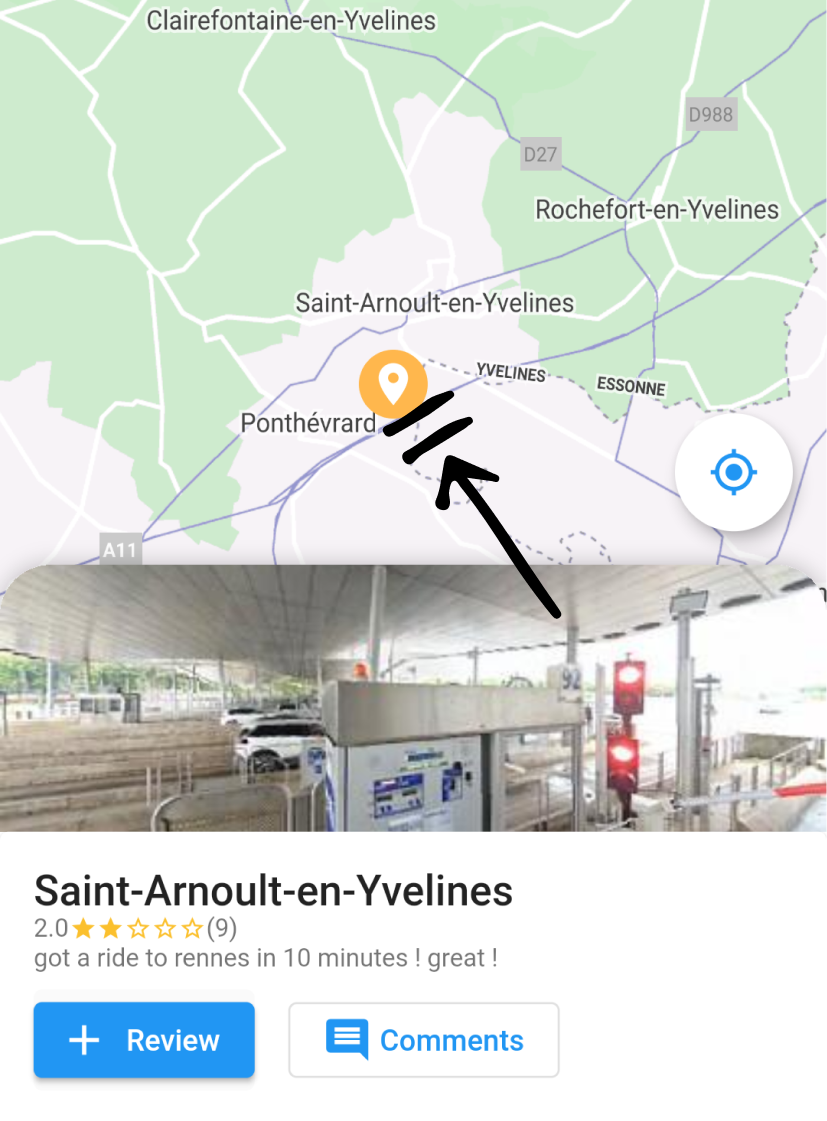 Clairefontaine-en-Yvelines
D988
D27
Rochefort-en-Yvelines
Saint-Arnoult-en-Yvelines
YVELINES
ESSONNE
Ponthévrard
A11
92
Saint-Arnoult-en-Yvelines
2.0 (9)
got a ride to rennes in 10 minutes ! great !
Review
Comments